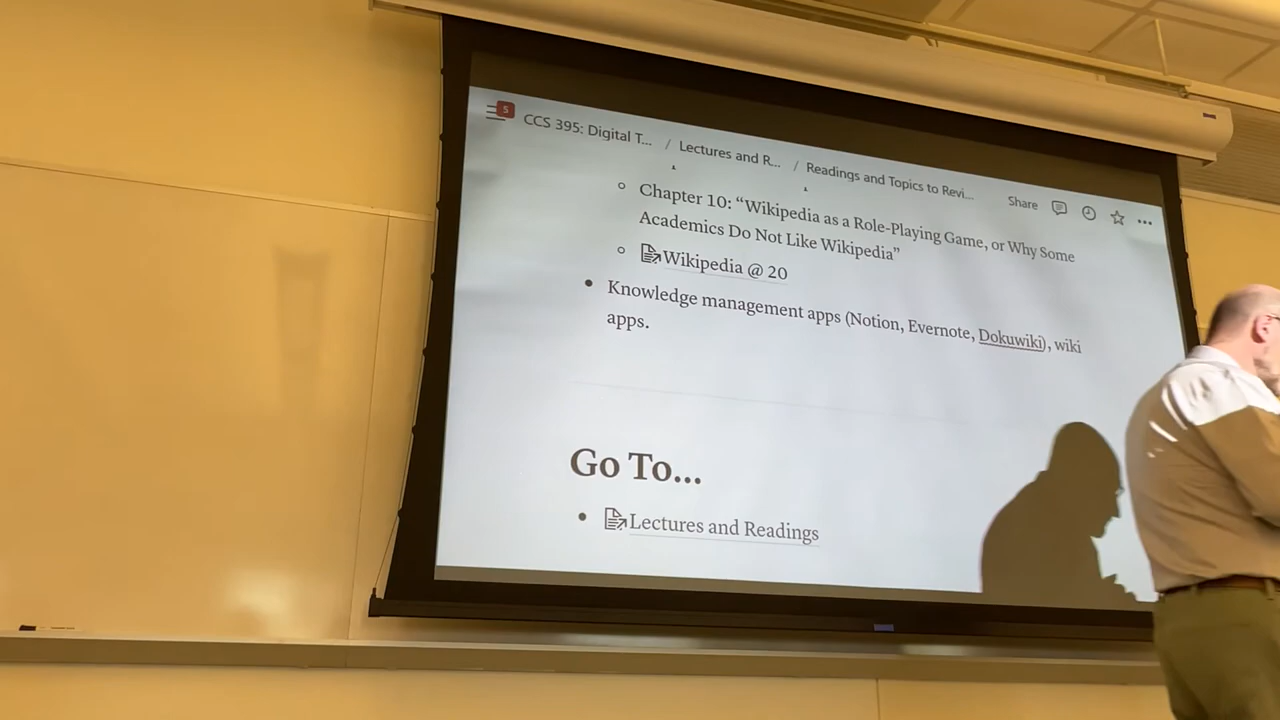 5
CCS 395: Digital T... / Lectures and R... / Readings and Topics to Revi...
Share
Chapter 10: “Wikipedia as a Role-Playing Game, or Why Some
Academics Do Not Like Wikipedia”
Wikipedia @ 20
Knowledge management apps (Notion, Evernote, Dokuwiki), wiki
apps.
Go To...
Lectures and Readings